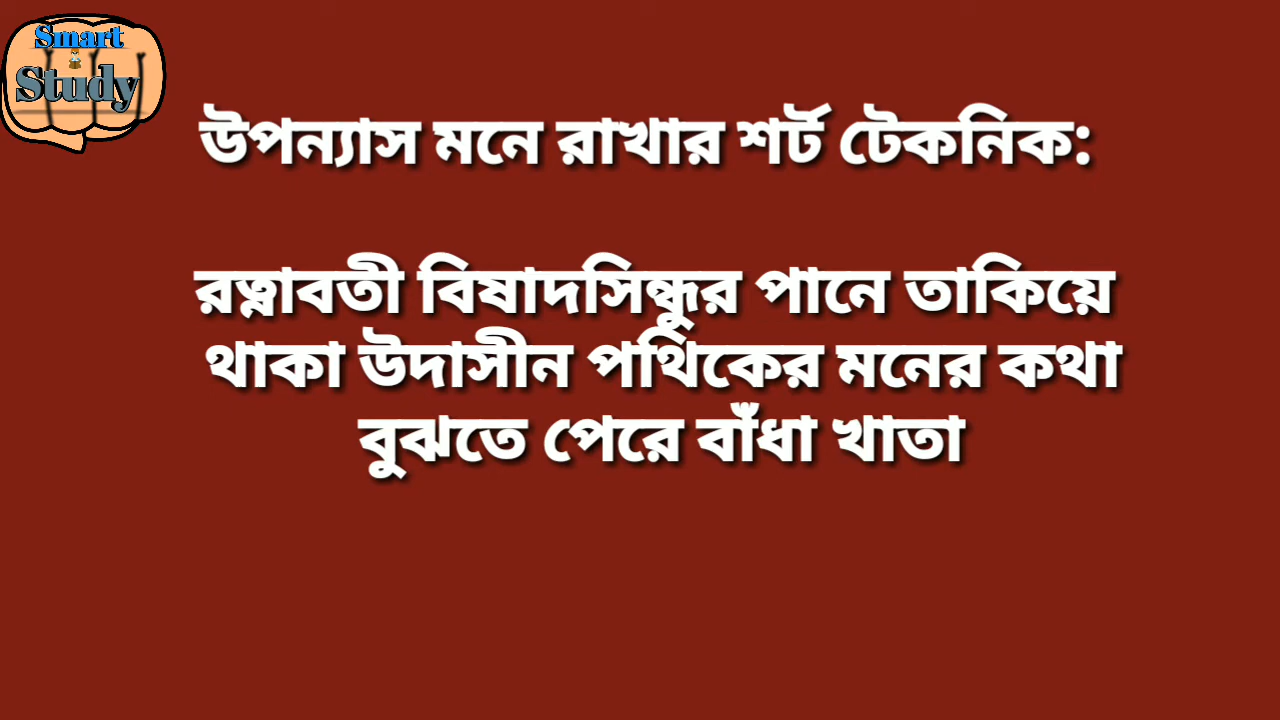 Smart
Study
উপন্যাস মনে রাখার শর্ট টেকনিক:
রত্নাবতী বিষাদসিন্ধুর পানে তাকিয়ে
থাকা উদাসীন পথিকের মনের কথা
বুঝতে পেরে বাঁধা খাতা